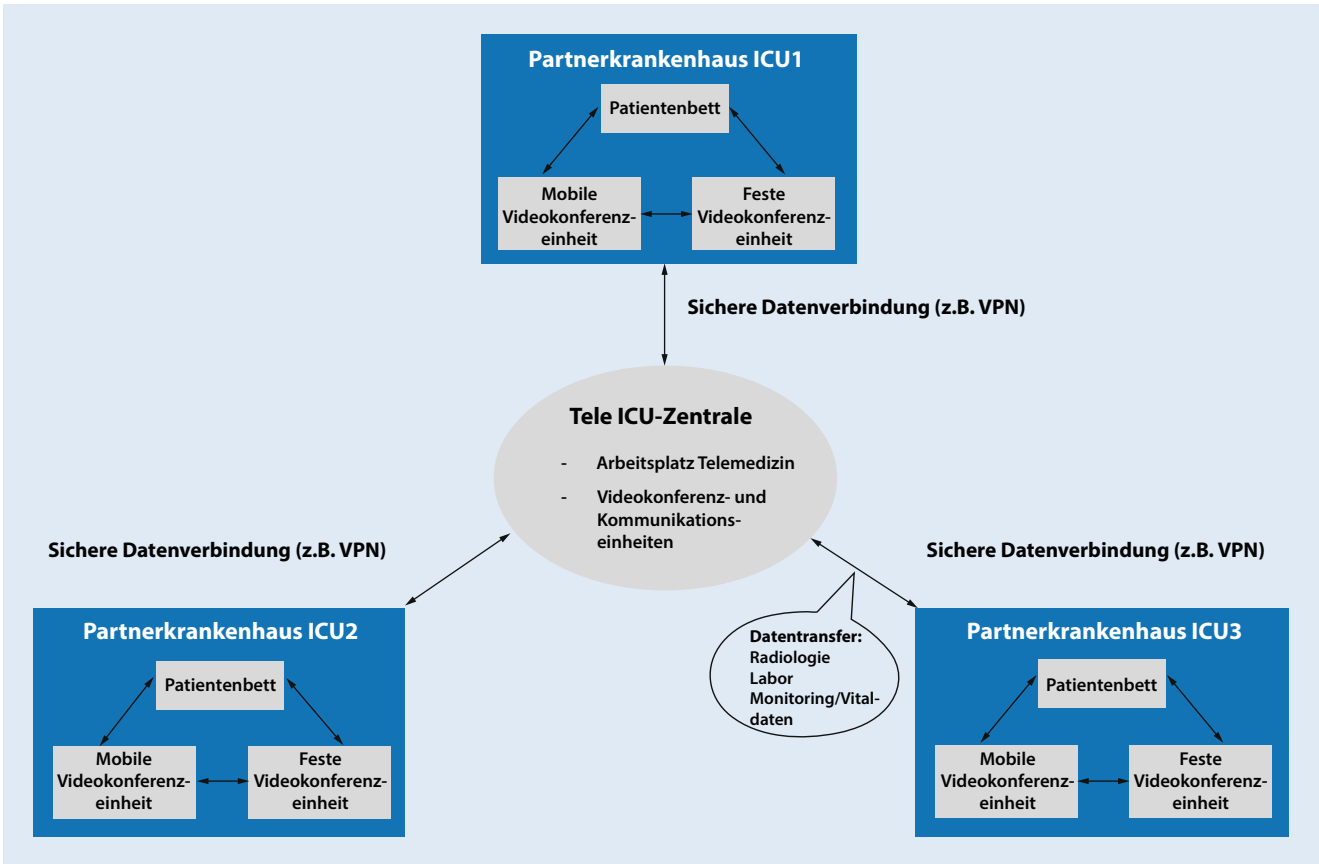 Partnerkrankenhaus ICU1
Patientenbett
Mobile
Videokonferenz-
einheit
Feste
Videokonferenz-
einheit
Sichere Datenverbindung (z.B. VPN)
Tele ICU-Zentrale
- Arbeitsplatz Telemedizin
- Videokonferenz- und
Kommunikations-
einheiten
Sichere Datenverbindung (z.B. VPN)
Sichere Datenverbindung (z.B. VPN)
Partnerkrankenhaus ICU2
Patientenbett
Mobile
Videokonferenz-
einheit
Feste
Videokonferenz-
einheit
Datentransfer:
Radiologie
Labor
Monitoring/Vital-
daten
Partnerkrankenhaus ICU3
Patientenbett
Mobile
Videokonferenz-
einheit
Feste
Videokonferenz-
einheit